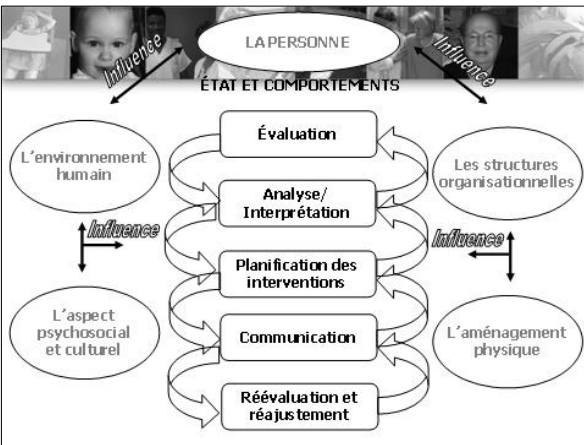 LA PERSONNE
Influence
Influence
ÉTAT ET COMPORTEMENTS
Évaluation
L'environnement
humain
Les structures
organisationnelles
Analyse/
Interprétation
Influence
Influence
Planification des
interventions
L'aspect
psychosocial
et culturel
Communication
L'aménagement
physique
Réévaluation et
réajustement